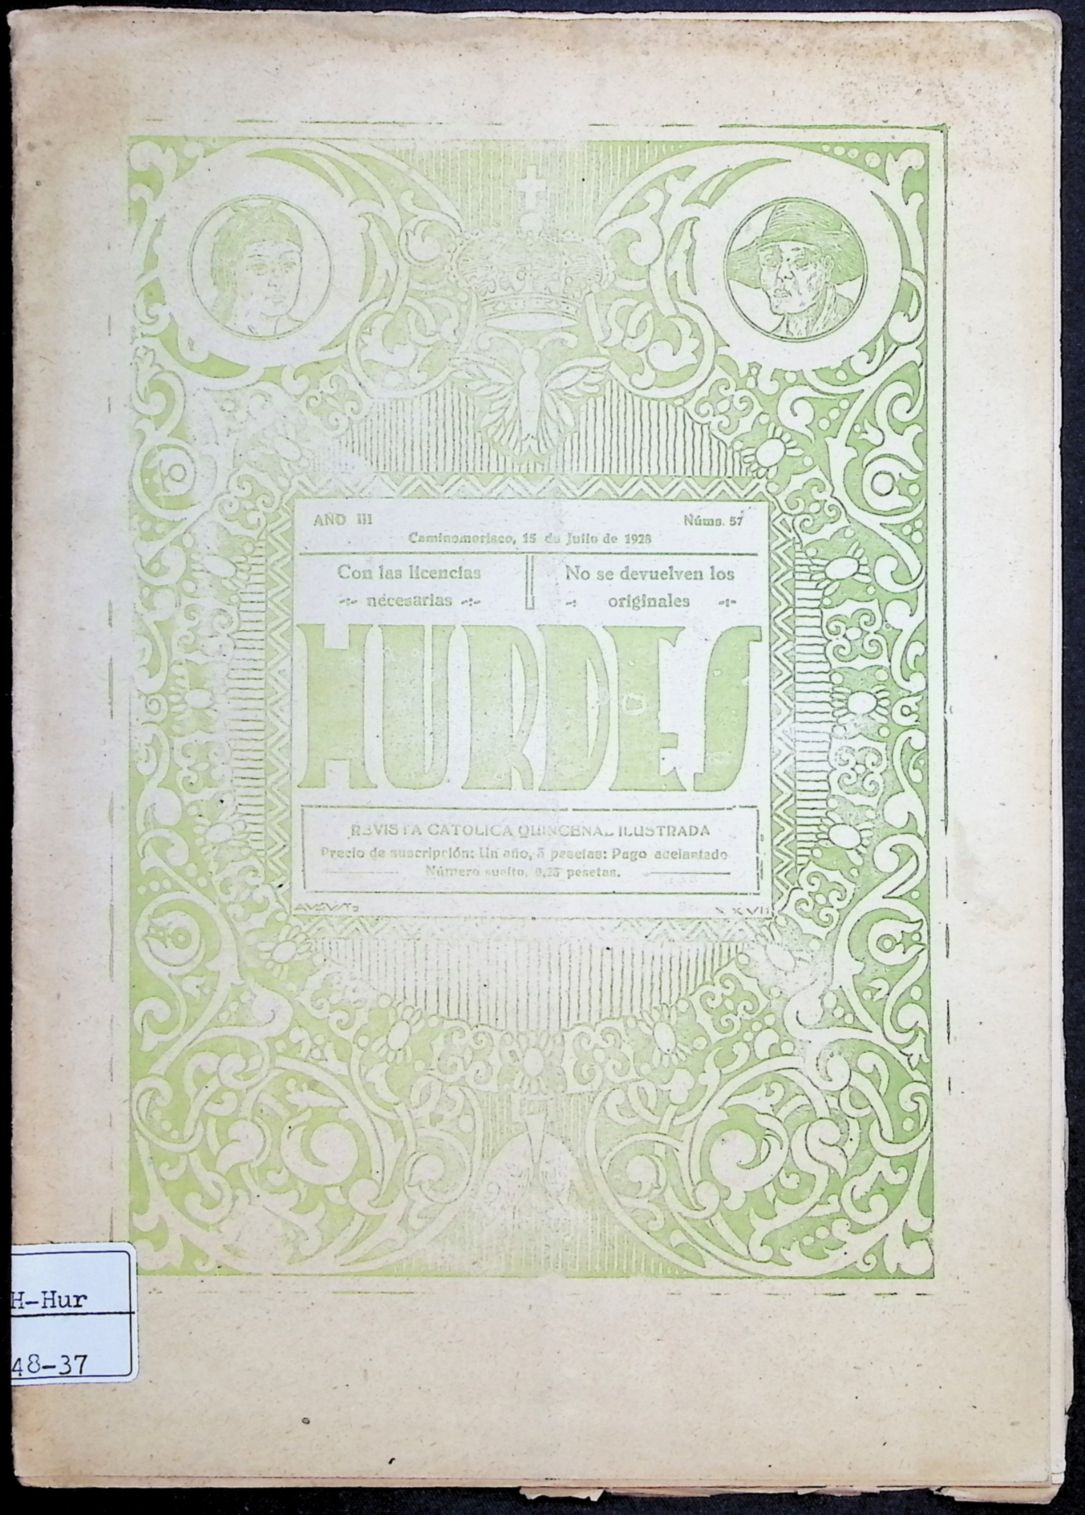 AÑO III
Núms. 57
Caminomorisco, 15 de Julio de 1928
Con las licencias
-:- necesarias -:-
No se devuelven los
-:- originales -:-
HURDES
REVISTA CATOLICA QUINCENAL ILUSTRADA
Precio de suscripción: Un año, 5 pesetas: Pago adelantado
Número suelto, 0,25 pesetas.
H-Hur
48-37